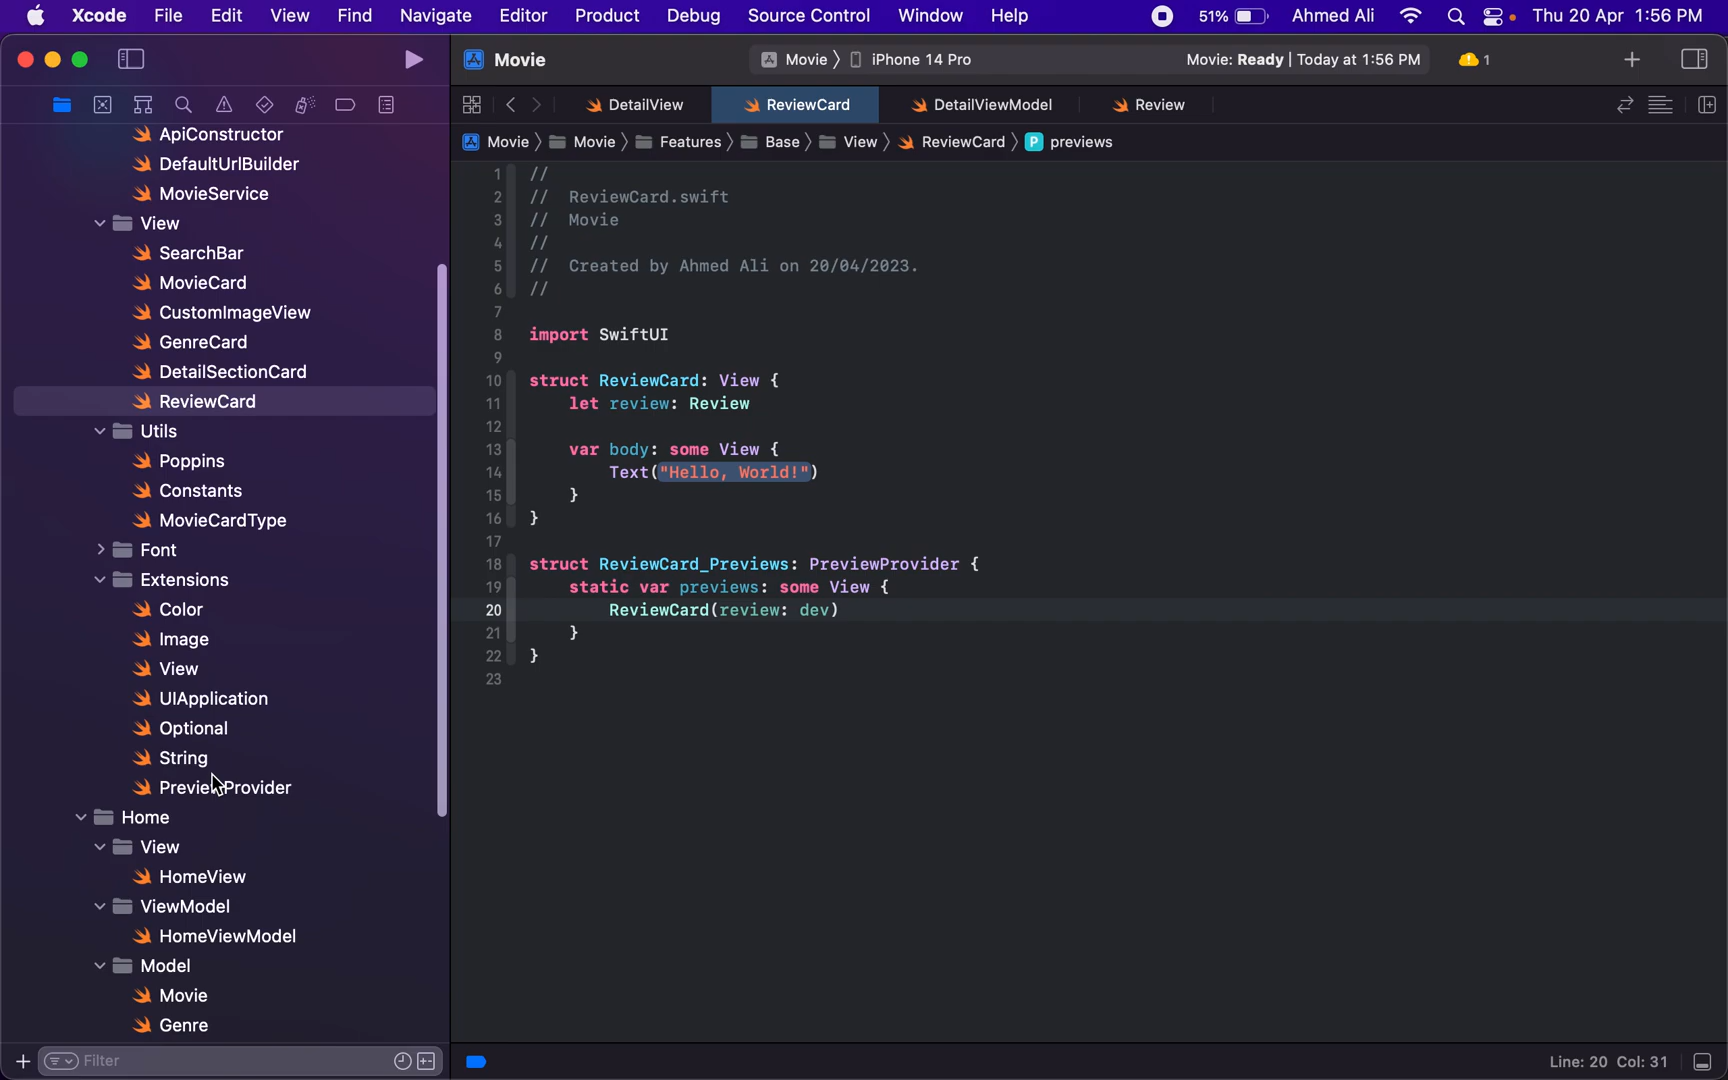 Xcode File Edit View Find Navigate Editor Product Debug Source Control Window Help 51% Ahmed Ali Thu 20 Apr 1:56 PM
Movie Movie 〉 iPhone 14 Pro Movie: Ready | Today at 1:56 PM 1
DetailView ReviewCard DetailViewModel Review
Movie 〉 Movie 〉 Features 〉 Base 〉 View 〉 ReviewCard 〉 P previews
ApiConstructor
DefaultUrlBuilder
MovieService
View
SearchBar
MovieCard
CustomImageView
GenreCard
DetailSectionCard
ReviewCard
Utils
Poppins
Constants
MovieCardType
Font
Extensions
Color
Image
View
UIApplication
Optional
String
PreviewProvider
Home
View
HomeView
ViewModel
HomeViewModel
Model
Movie
Genre
Filter
1 //
2 // ReviewCard.swift
3 // Movie
4 //
5 // Created by Ahmed Ali on 20/04/2023.
6 //
7
8 import SwiftUI
9
10 struct ReviewCard: View {
11 let review: Review
12
13 var body: some View {
14 Text("Hello, World!")
15 }
16 }
17
18 struct ReviewCard_Previews: PreviewProvider {
19 static var previews: some View {
20 ReviewCard(review: dev)
21 }
22 }
23
Line: 20 Col: 31